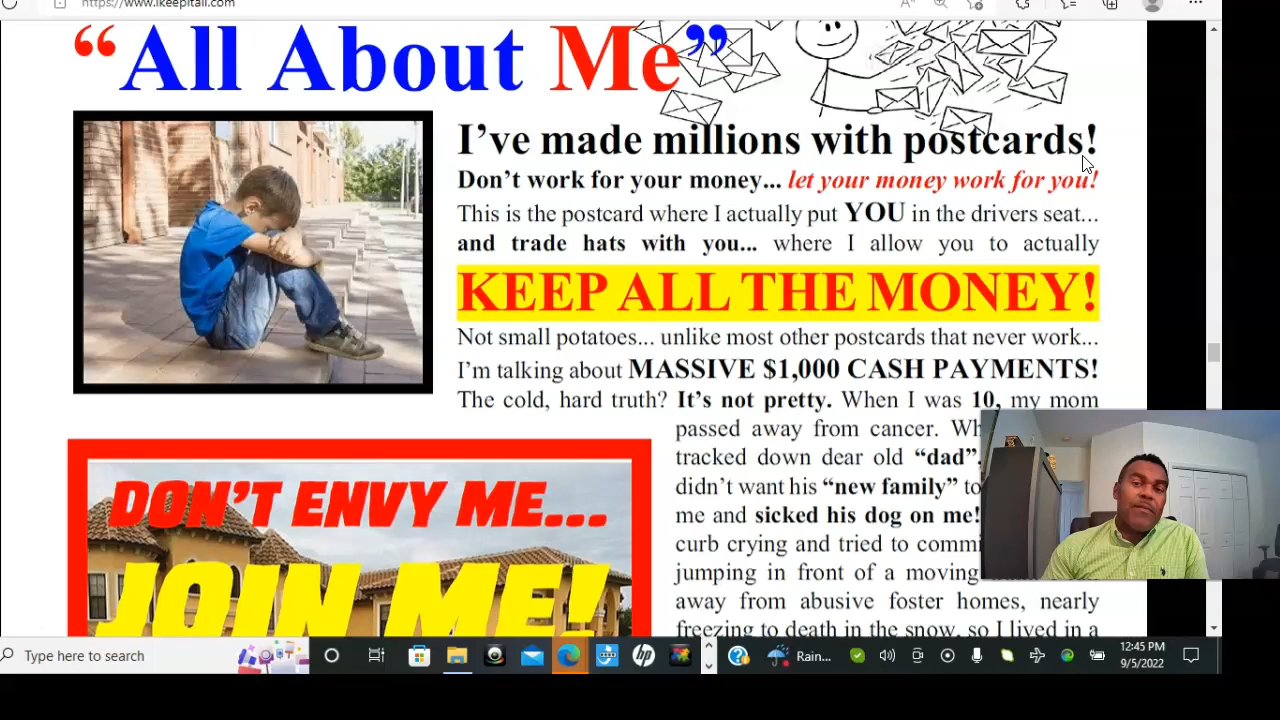 https://www.ikeepitall.com
“All About Me”
I’ve made millions with postcards!
Don’t work for your money... let your money work for you!
This is the postcard where I actually put YOU in the drivers seat...
and trade hats with you... where I allow you to actually
KEEP ALL THE MONEY!
Not small potatoes... unlike most other postcards that never work...
I’m talking about MASSIVE $1,000 CASH PAYMENTS!
The cold, hard truth? It’s not pretty. When I was 10, my mom
passed away from cancer.
tracked down dear old “dad”,
didn’t want his “new family”
me and sicked his dog on me!
curb crying and tried to
jumping in front of a moving
away from abusive foster homes, nearly
freezing to death in the snow, so I lived in a
DON’T ENVY ME...
JOIN ME!
Type here to search
hp
Rain...
12:45 PM
9/5/2022